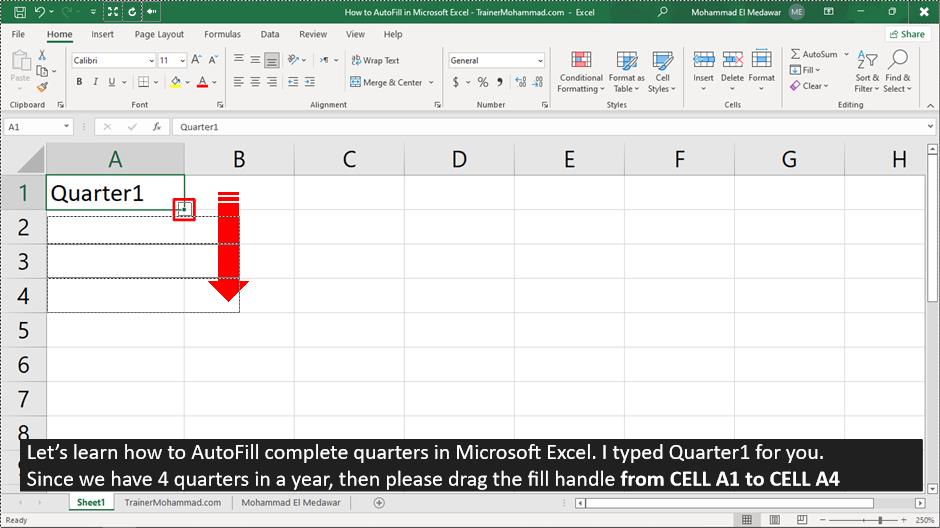 How to AutoFill in Microsoft Excel - TrainerMohammad.com - Excel
Mohammad El Medawar ME
File Home Insert Page Layout Formulas Data Review View Help Share
Paste
Calibri 11 A A
B I U A
Wrap Text
Merge & Center
General
$ % 9
Conditional Formatting
Format as Table
Cell Styles
Insert Delete Format
AutoSum
Fill
Clear
Sort & Filter
Find & Select
Clipboard Font Alignment Number Styles Cells Editing
A1 fx Quarter1
A B C D E F G H
1 Quarter1
2
3
4
5
6
7
8
Let's learn how to AutoFill complete quarters in Microsoft Excel. I typed Quarter1 for you.
Since we have 4 quarters in a year, then please drag the fill handle from CELL A1 to CELL A4
Sheet1 TrainerMohammad.com Mohammad El Medawar
Ready 250%